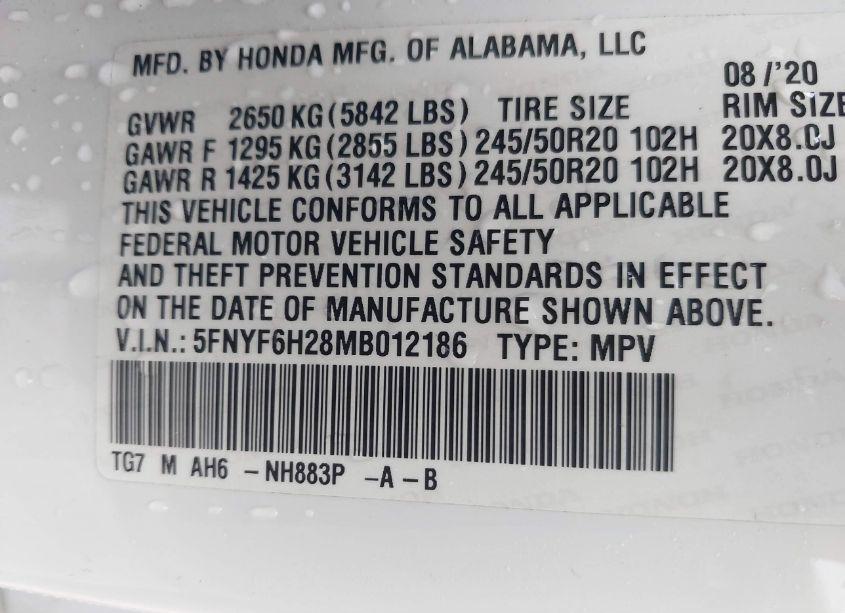 MFD. BY HONDA MFG. OF ALABAMA, LLC
08 /'20
GVWR 2650 KG (5842 LBS) TIRE SIZE RIM SIZE
GAWR F 1295 KG (2855 LBS) 245/50R20 102H 20X8.0J
GAWR R 1425 KG (3142 LBS) 245/50R20 102H 20X8.0J
THIS VEHICLE CONFORMS TO ALL APPLICABLE
FEDERAL MOTOR VEHICLE SAFETY
AND THEFT PREVENTION STANDARDS IN EFFECT
ON THE DATE OF MANUFACTURE SHOWN ABOVE.
V.I.N.: 5FNYF6H28MB012186 TYPE: MPV
TG7 M AH6 -NH883P -A -B